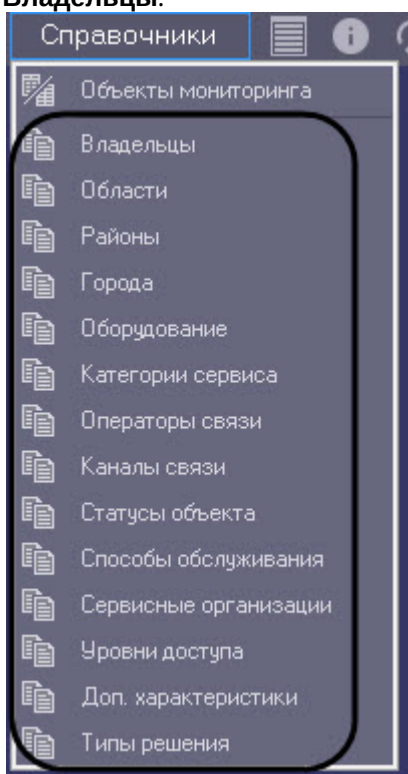 Владельцы.
Справочники
Объекты мониторинга
Владельцы
Области
Районы
Города
Оборудование
Категории сервиса
Операторы связи
Каналы связи
Статусы объекта
Способы обслуживания
Сервисные организации
Уровни доступа
Доп. характеристики
Типы решения